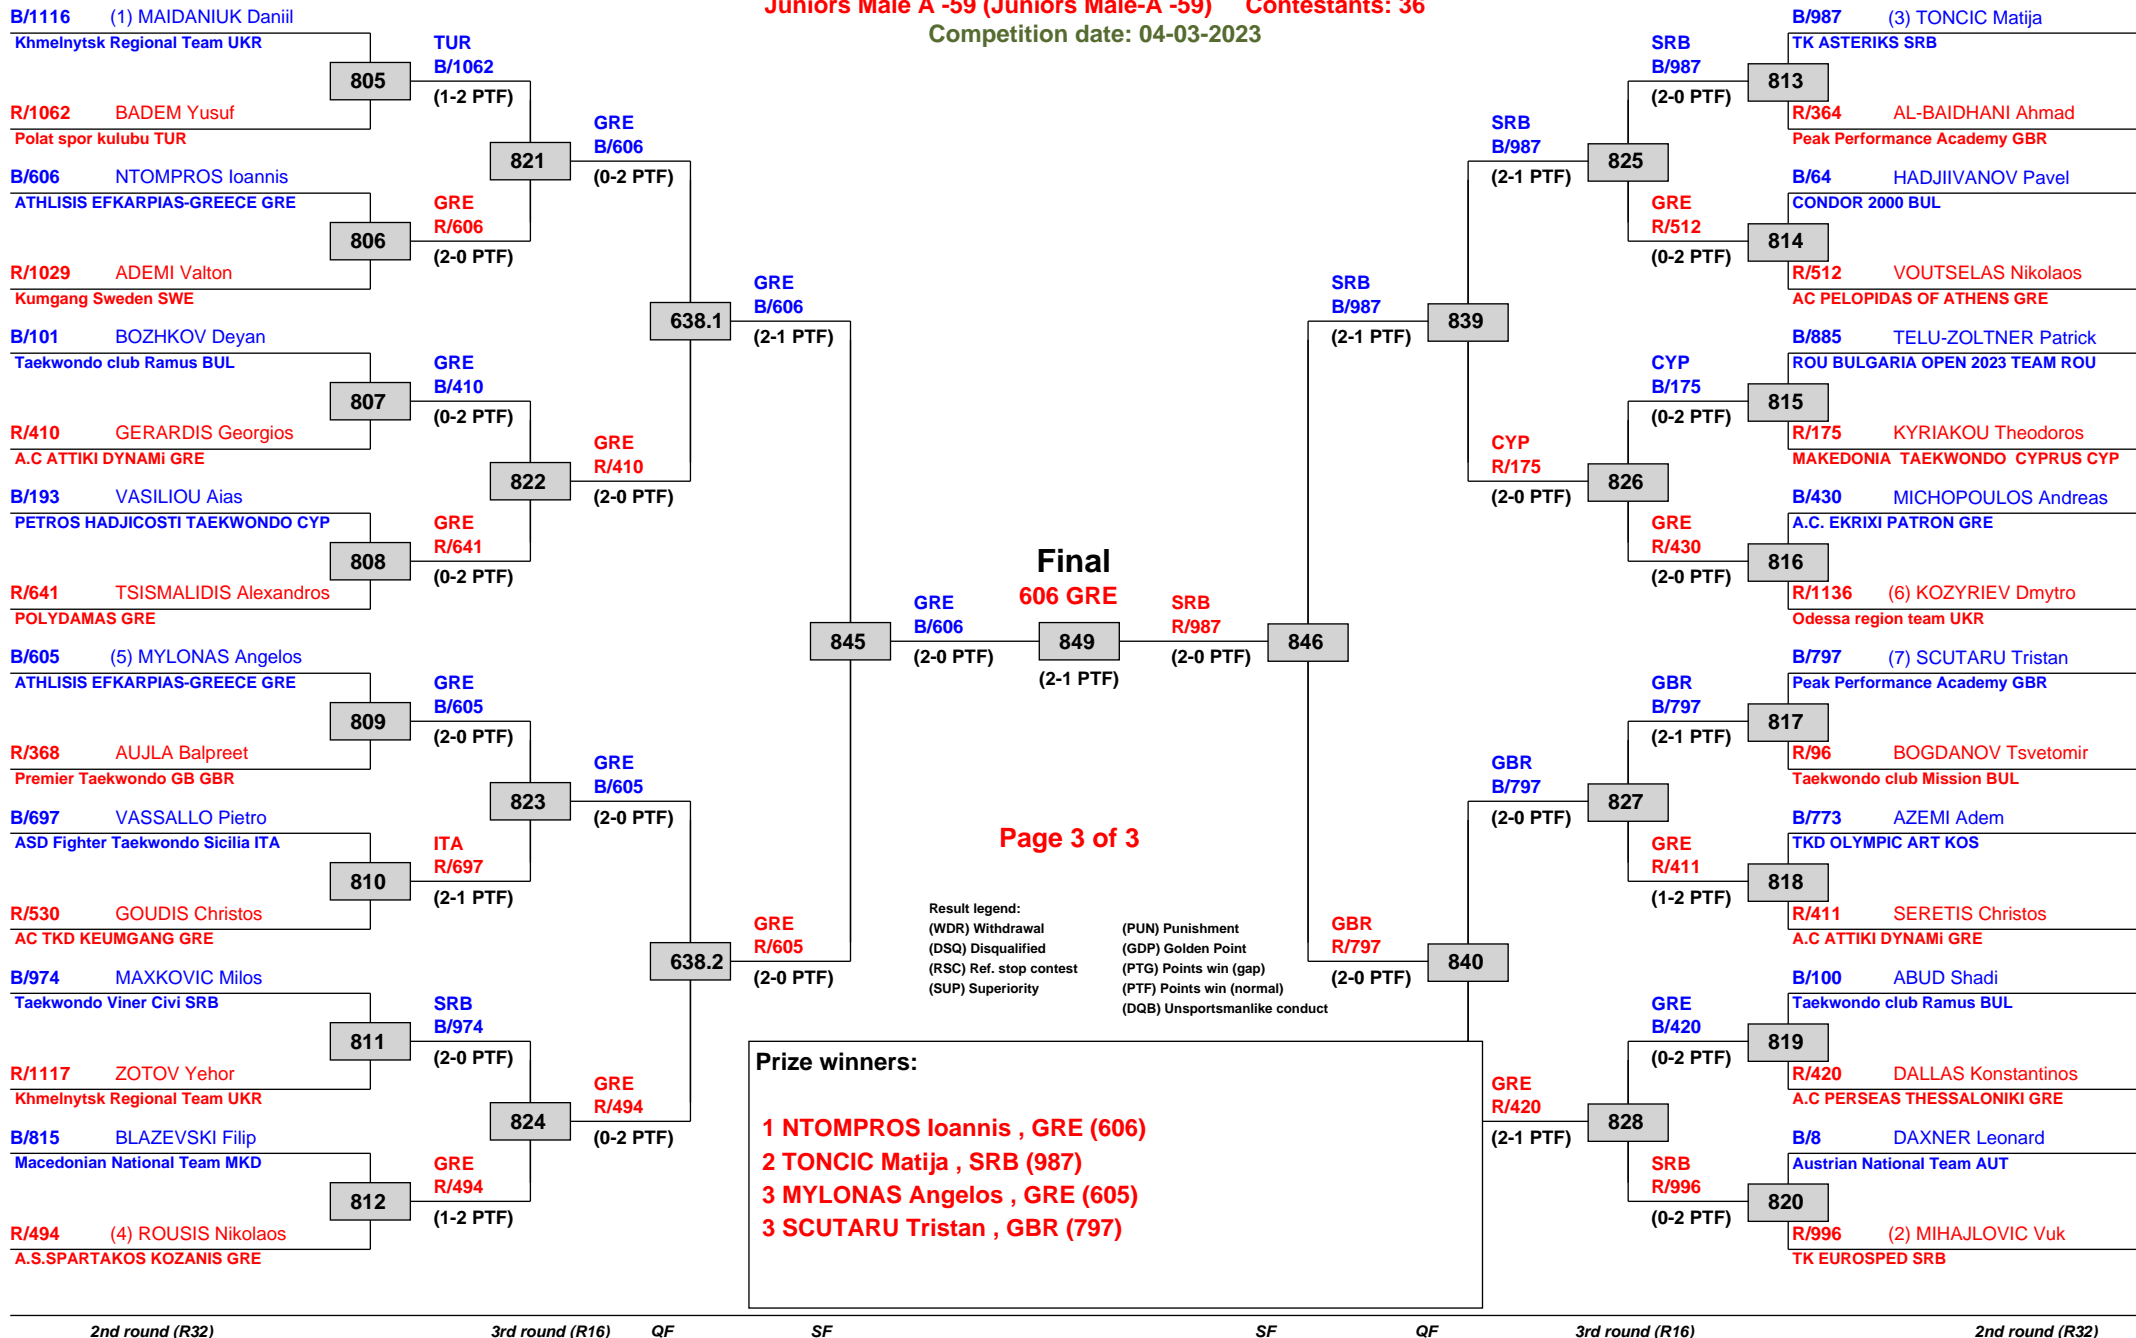 Juniors Male A -59 (Juniors Male-A -59) Contestants: 36
Competition date: 04-03-2023
B/1116 (1) MAIDANIUK Daniil
Khmelnytsk Regional Team UKR
805
R/1062 BADEM Yusuf
Polat spor kulubu TUR
B/606 NTOMPROS Ioannis
ATHLISIS EFKARPIAS-GREECE GRE
806
R/1029 ADEMI Valton
Kumgang Sweden SWE
B/101 BOZHKOV Deyan
Taekwondo club Ramus BUL
807
R/410 GERARDIS Georgios
A.C ATTIKI DYNAMi GRE
B/193 VASILIOU Aias
PETROS HADJICOSTI TAEKWONDO CYP
808
R/641 TSISMALIDIS Alexandros
POLYDAMAS GRE
B/605 (5) MYLONAS Angelos
ATHLISIS EFKARPIAS-GREECE GRE
809
R/368 AUJLA Balpreet
Premier Taekwondo GB GBR
B/697 VASSALLO Pietro
ASD Fighter Taekwondo Sicilia ITA
810
R/530 GOUDIS Christos
AC TKD KEUMGANG GRE
B/974 MAXKOVIC Milos
Taekwondo Viner Civi SRB
811
R/1117 ZOTOV Yehor
Khmelnytsk Regional Team UKR
B/815 BLAZEVSKI Filip
Macedonian National Team MKD
812
R/494 (4) ROUSIS Nikolaos
A.S.SPARTAKOS KOZANIS GRE
TUR
B/1062
(1-2 PTF)
821
GRE
R/606
(2-0 PTF)
GRE
B/410
(0-2 PTF)
822
GRE
R/641
(0-2 PTF)
GRE
B/605
(2-0 PTF)
823
ITA
R/697
(2-1 PTF)
SRB
B/974
(2-0 PTF)
824
GRE
R/494
(1-2 PTF)
GRE
B/606
(0-2 PTF)
638.1
GRE
R/410
(2-0 PTF)
GRE
B/605
(2-0 PTF)
638.2
GRE
R/494
(0-2 PTF)
GRE
B/606
(2-1 PTF)
845
GRE
R/605
(2-0 PTF)
GRE
B/606
(2-0 PTF)
Final
606 GRE
849
(2-1 PTF)
SRB
R/987
(2-0 PTF)
846
SRB
B/987
(2-1 PTF)
GBR
R/797
(2-0 PTF)
839
840
SRB
B/987
(2-1 PTF)
CYP
R/175
(2-0 PTF)
GBR
B/797
(2-0 PTF)
GRE
R/420
(2-1 PTF)
825
826
827
828
SRB
B/987
(2-0 PTF)
GRE
R/512
(0-2 PTF)
CYP
B/175
(0-2 PTF)
GRE
R/430
(2-0 PTF)
GBR
B/797
(2-1 PTF)
GRE
R/411
(1-2 PTF)
GRE
B/420
(0-2 PTF)
SRB
R/996
(0-2 PTF)
B/987 (3) TONCIC Matija
TK ASTERIKS SRB
813
R/364 AL-BAIDHANI Ahmad
Peak Performance Academy GBR
B/64 HADJIIVANOV Pavel
CONDOR 2000 BUL
814
R/512 VOUTSELAS Nikolaos
AC PELOPIDAS OF ATHENS GRE
B/885 TELU-ZOLTNER Patrick
ROU BULGARIA OPEN 2023 TEAM ROU
815
R/175 KYRIAKOU Theodoros
MAKEDONIA TAEKWONDO CYPRUS CYP
B/430 MICHOPOULOS Andreas
A.C. EKRIXI PATRON GRE
816
R/1136 (6) KOZYRIEV Dmytro
Odessa region team UKR
B/797 (7) SCUTARU Tristan
Peak Performance Academy GBR
817
R/96 BOGDANOV Tsvetomir
Taekwondo club Mission BUL
B/773 AZEMI Adem
TKD OLYMPIC ART KOS
818
R/411 SERETIS Christos
A.C ATTIKI DYNAMi GRE
B/100 ABUD Shadi
Taekwondo club Ramus BUL
819
R/420 DALLAS Konstantinos
A.C PERSEAS THESSALONIKI GRE
B/8 DAXNER Leonard
Austrian National Team AUT
820
R/996 (2) MIHAJLOVIC Vuk
TK EUROSPED SRB
Page 3 of 3
Result legend:
(WDR) Withdrawal (PUN) Punishment
(DSQ) Disqualified (GDP) Golden Point
(RSC) Ref. stop contest (PTG) Points win (gap)
(SUP) Superiority (PTF) Points win (normal)
(DQB) Unsportsmanlike conduct
Prize winners:
1 NTOMPROS Ioannis , GRE (606)
2 TONCIC Matija , SRB (987)
3 MYLONAS Angelos , GRE (605)
3 SCUTARU Tristan , GBR (797)
2nd round (R32) 3rd round (R16) QF SF SF QF 3rd round (R16) 2nd round (R32)